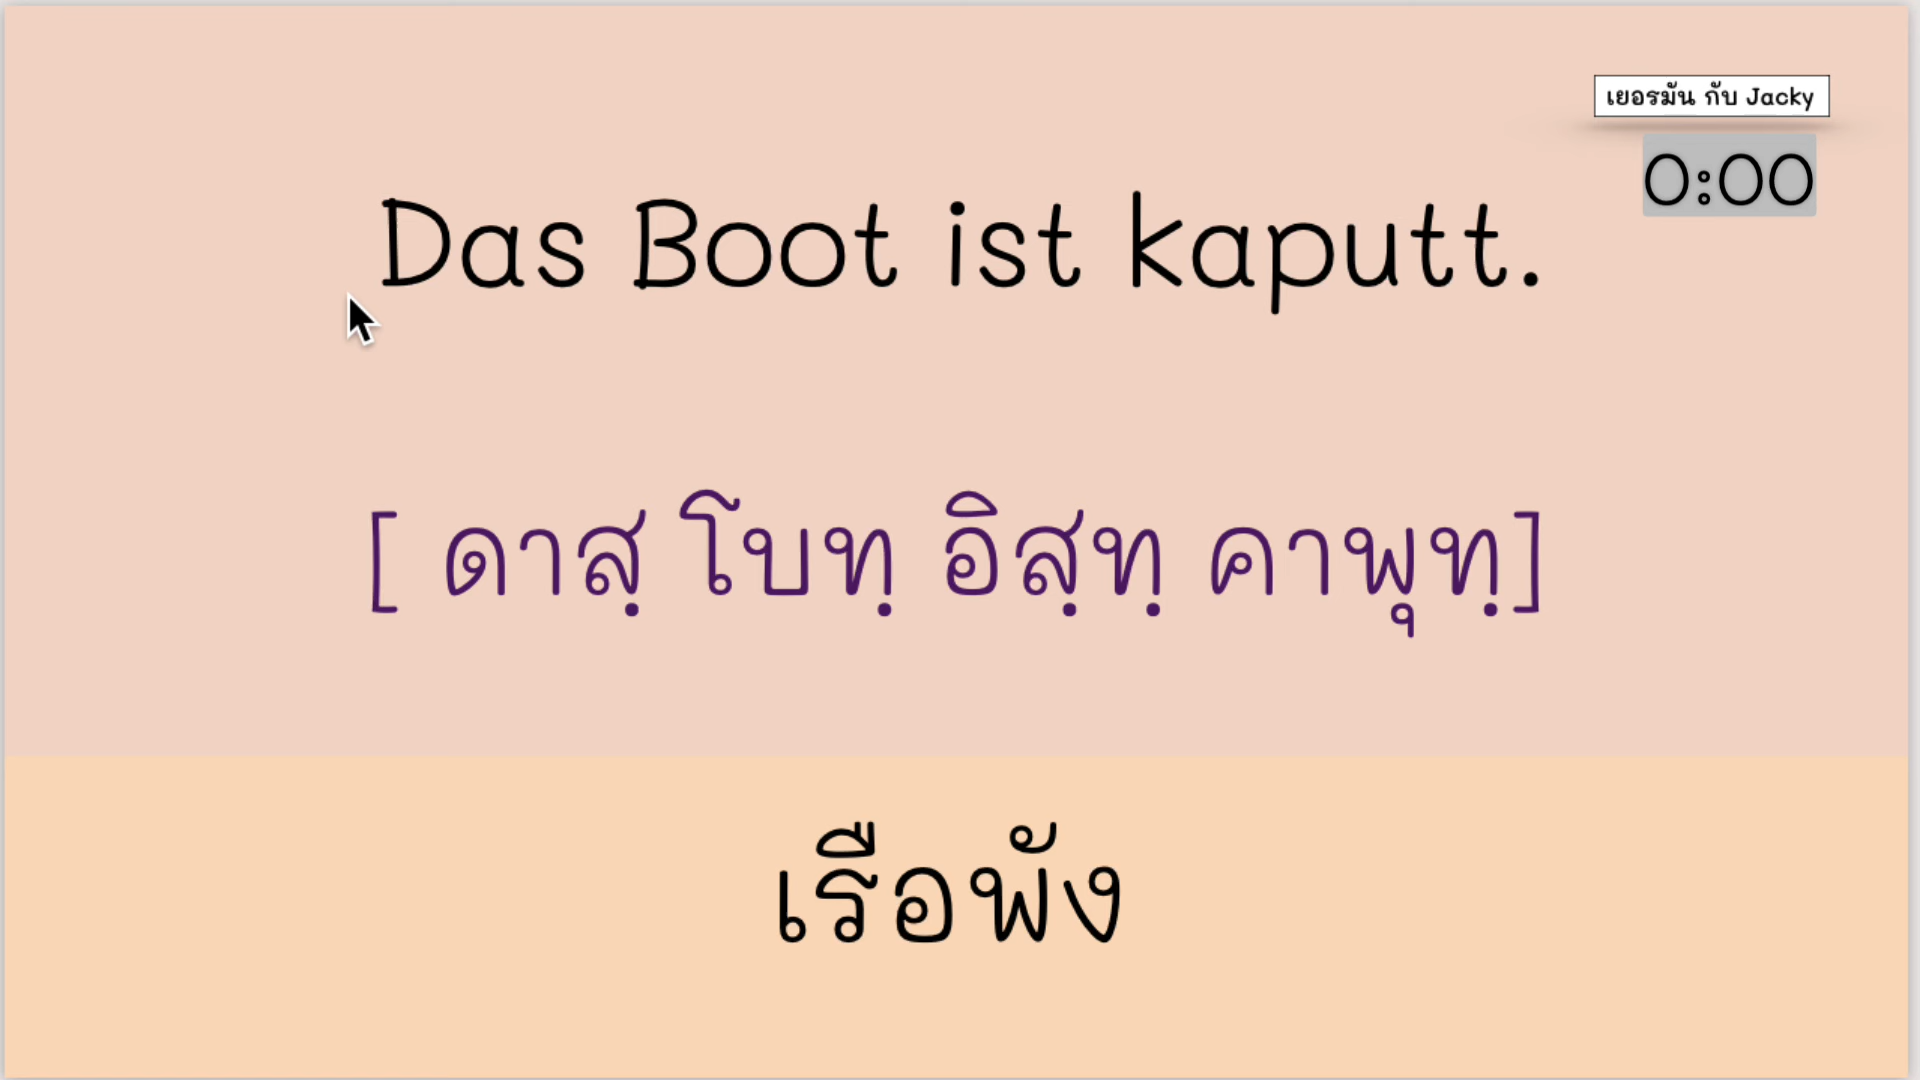 เยอรมัน กับ Jacky
0:00
Das Boot ist kaputt.
[ ดาสฺ โบทฺ อิสฺทฺ คาพุทฺ]
เรือพัง